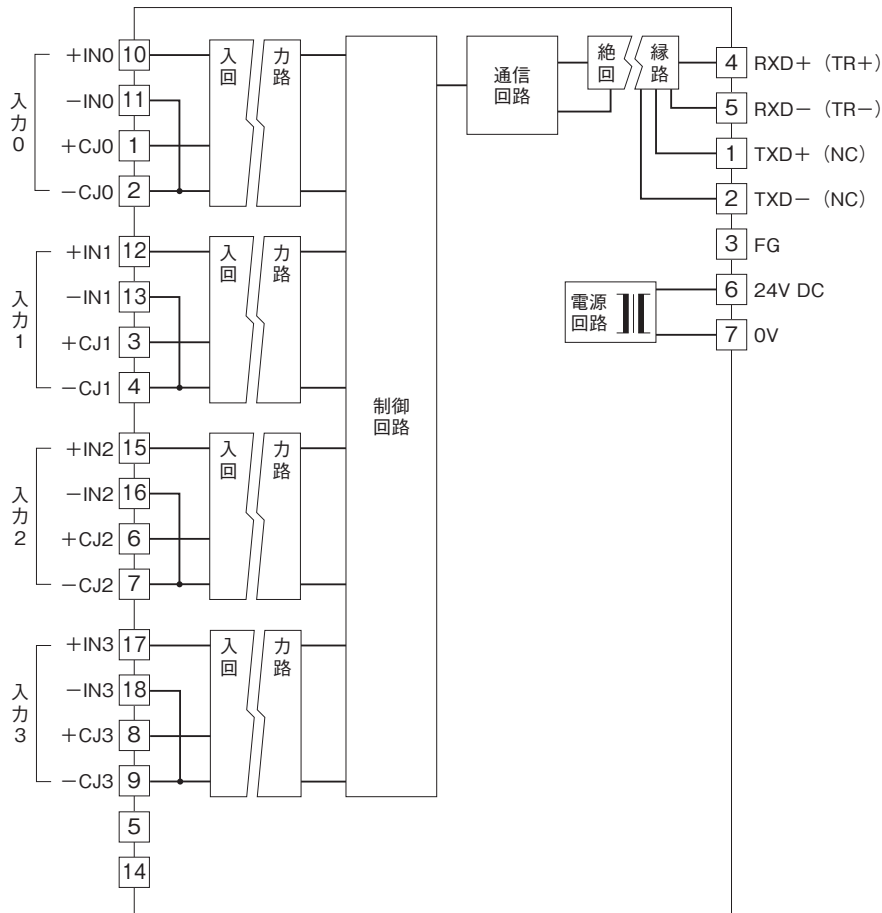 入力0
+IN0 10
−IN0 11
+CJ0 1
−CJ0 2
入 力
回 路
入力1
+IN1 12
−IN1 13
+CJ1 3
−CJ1 4
入 力
回 路
入力2
+IN2 15
−IN2 16
+CJ2 6
−CJ2 7
入 力
回 路
入力3
+IN3 17
−IN3 18
+CJ3 8
−CJ3 9
入 力
回 路
5
14
制御
回路
通信
回路
絶 縁
回 路
4 RXD+(TR+)
5 RXD−(TR−)
1 TXD+(NC)
2 TXD−(NC)
3 FG
電源
回路
6 24V DC
7 0V